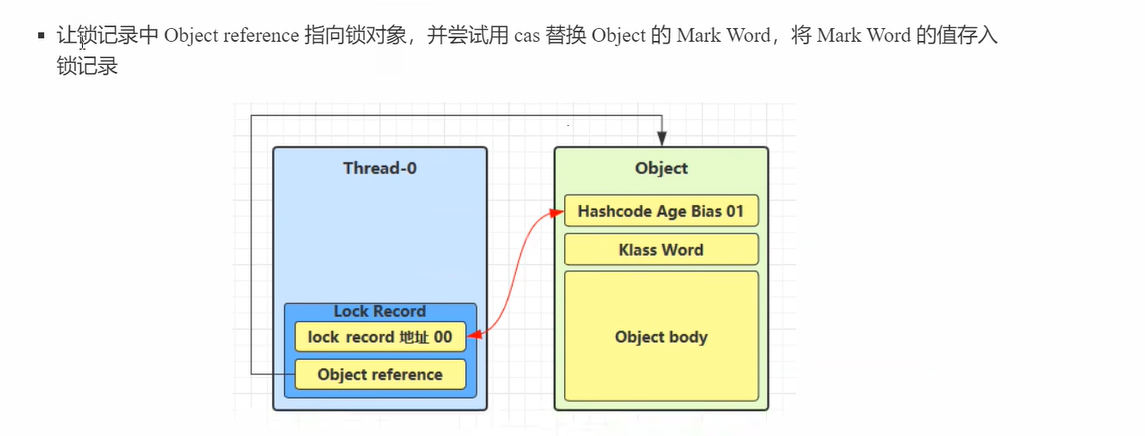 让锁记录中 Object reference 指向锁对象，并尝试用 cas 替换 Object 的 Mark Word，将 Mark Word 的值存入
锁记录
Thread-0
Object
Hashcode Age Bias 01
Klass Word
Lock Record
lock record 地址 00
Object body
Object reference